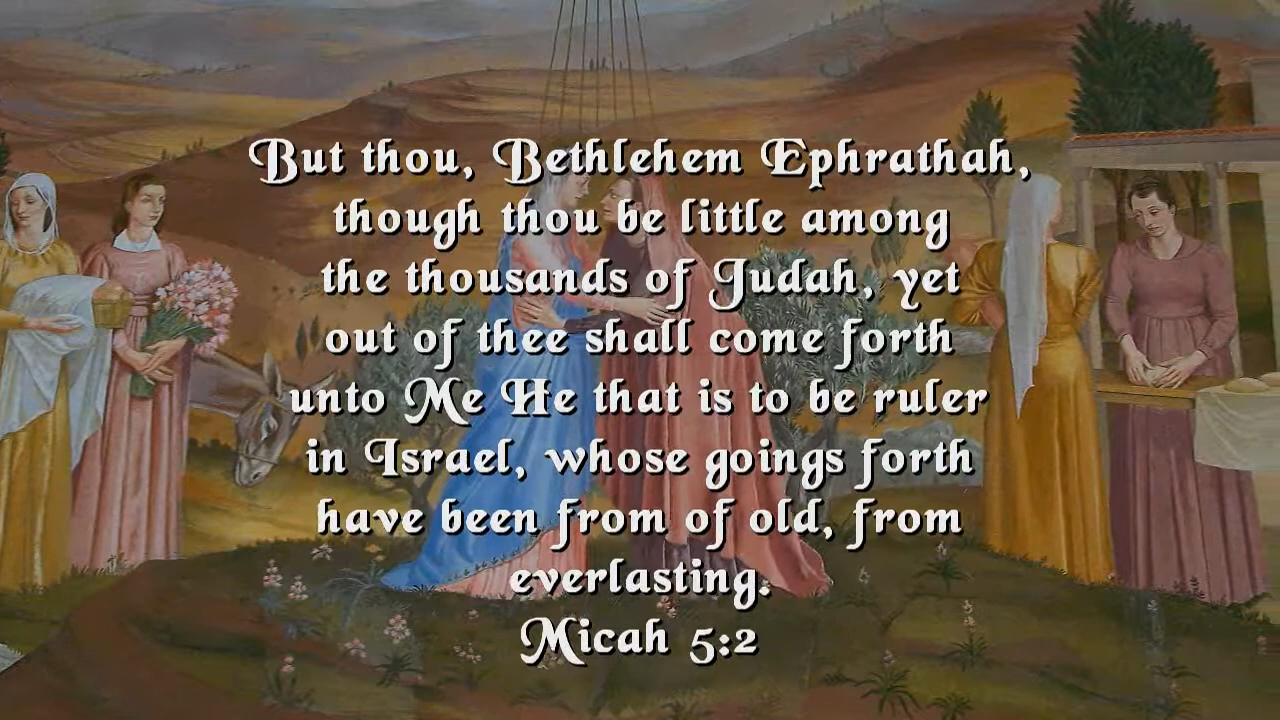 But thou, Bethlehem Ephrathah,
though thou be little among
the thousands of Judah, yet
out of thee shall come forth
unto Me He that is to be ruler
in Israel, whose goings forth
have been from of old, from
everlasting.
Micah 5:2